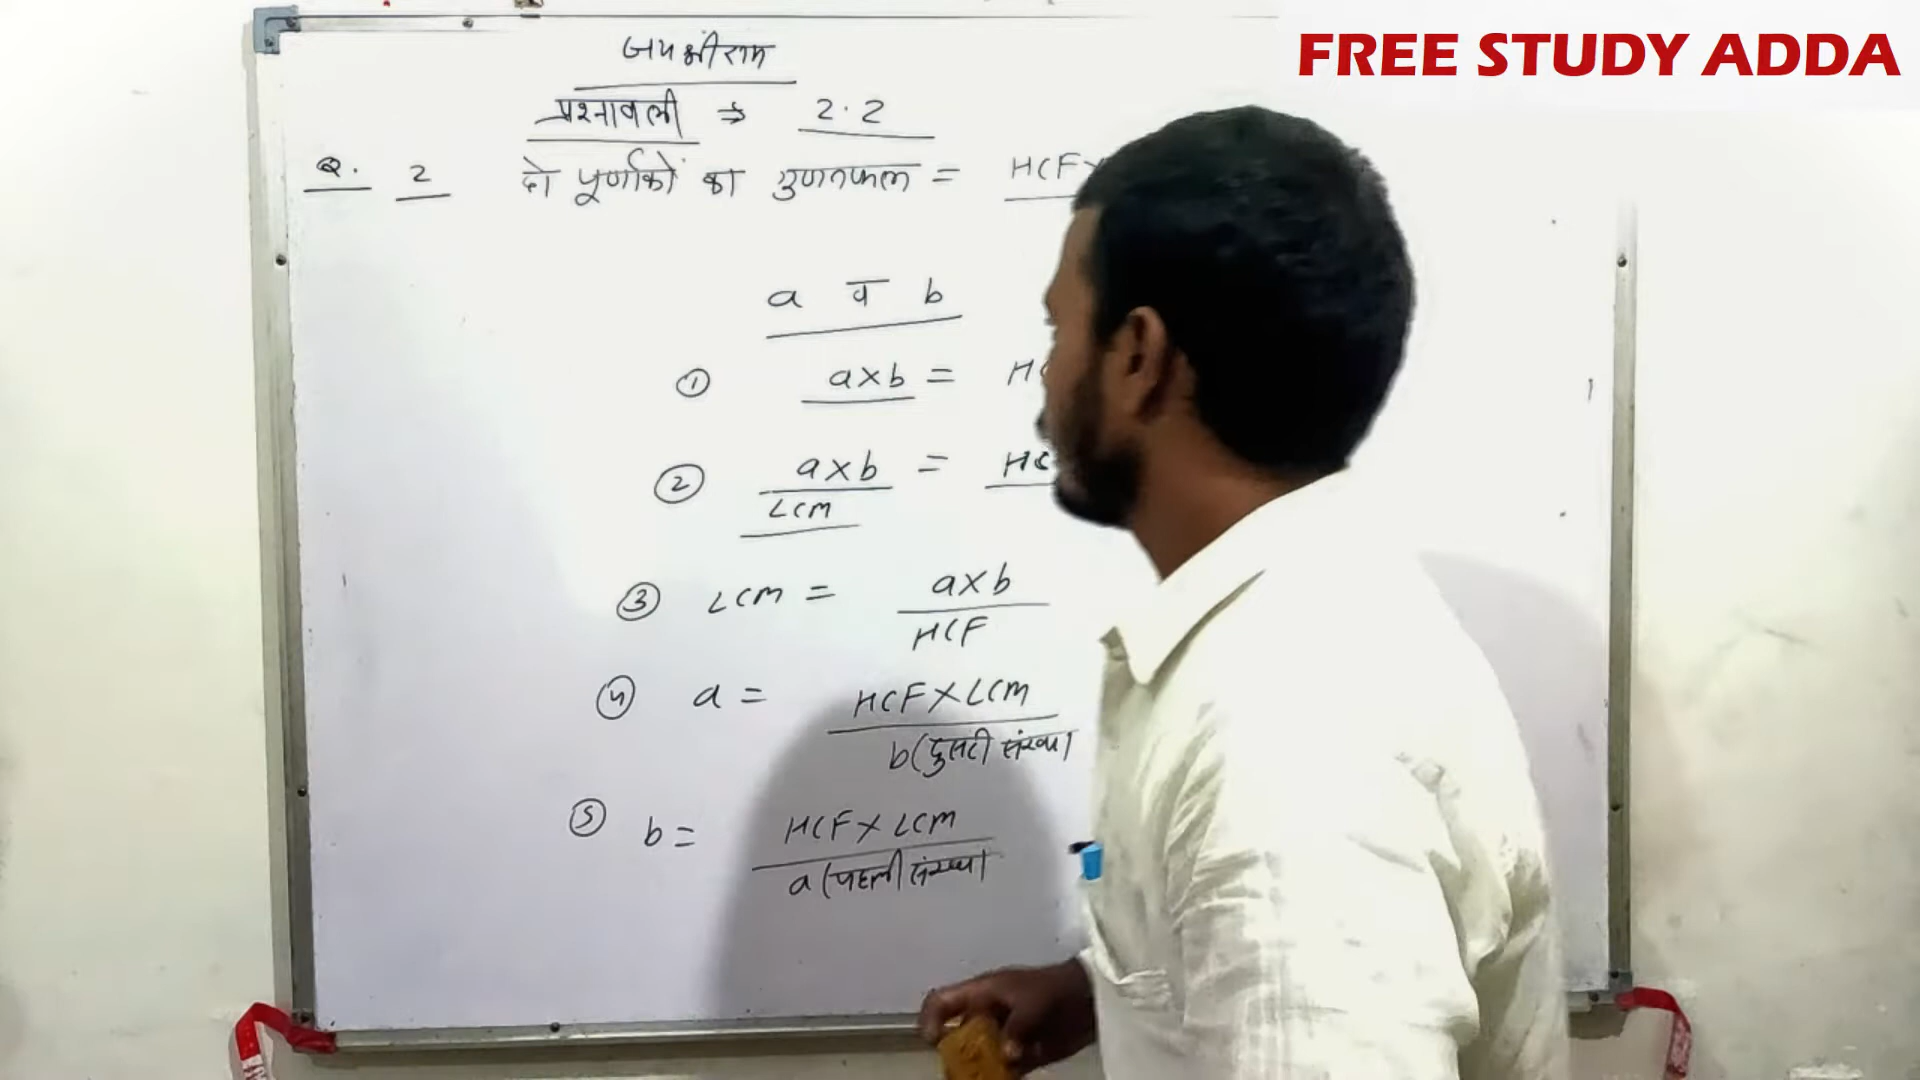 FREE STUDY ADDA
जय श्री राम
प्रश्नावली ⇒ 2.2
Q. 2 दो पूर्णाकों का गुणनफल = HCF×
a व b
① a×b = HC
② a×b/LCM = HC
③ LCM = a×b/HCF
④ a = HCF×LCM/b(दुसरी संख्या)
⑤ b = HCF×LCM/a(पहली संख्या)